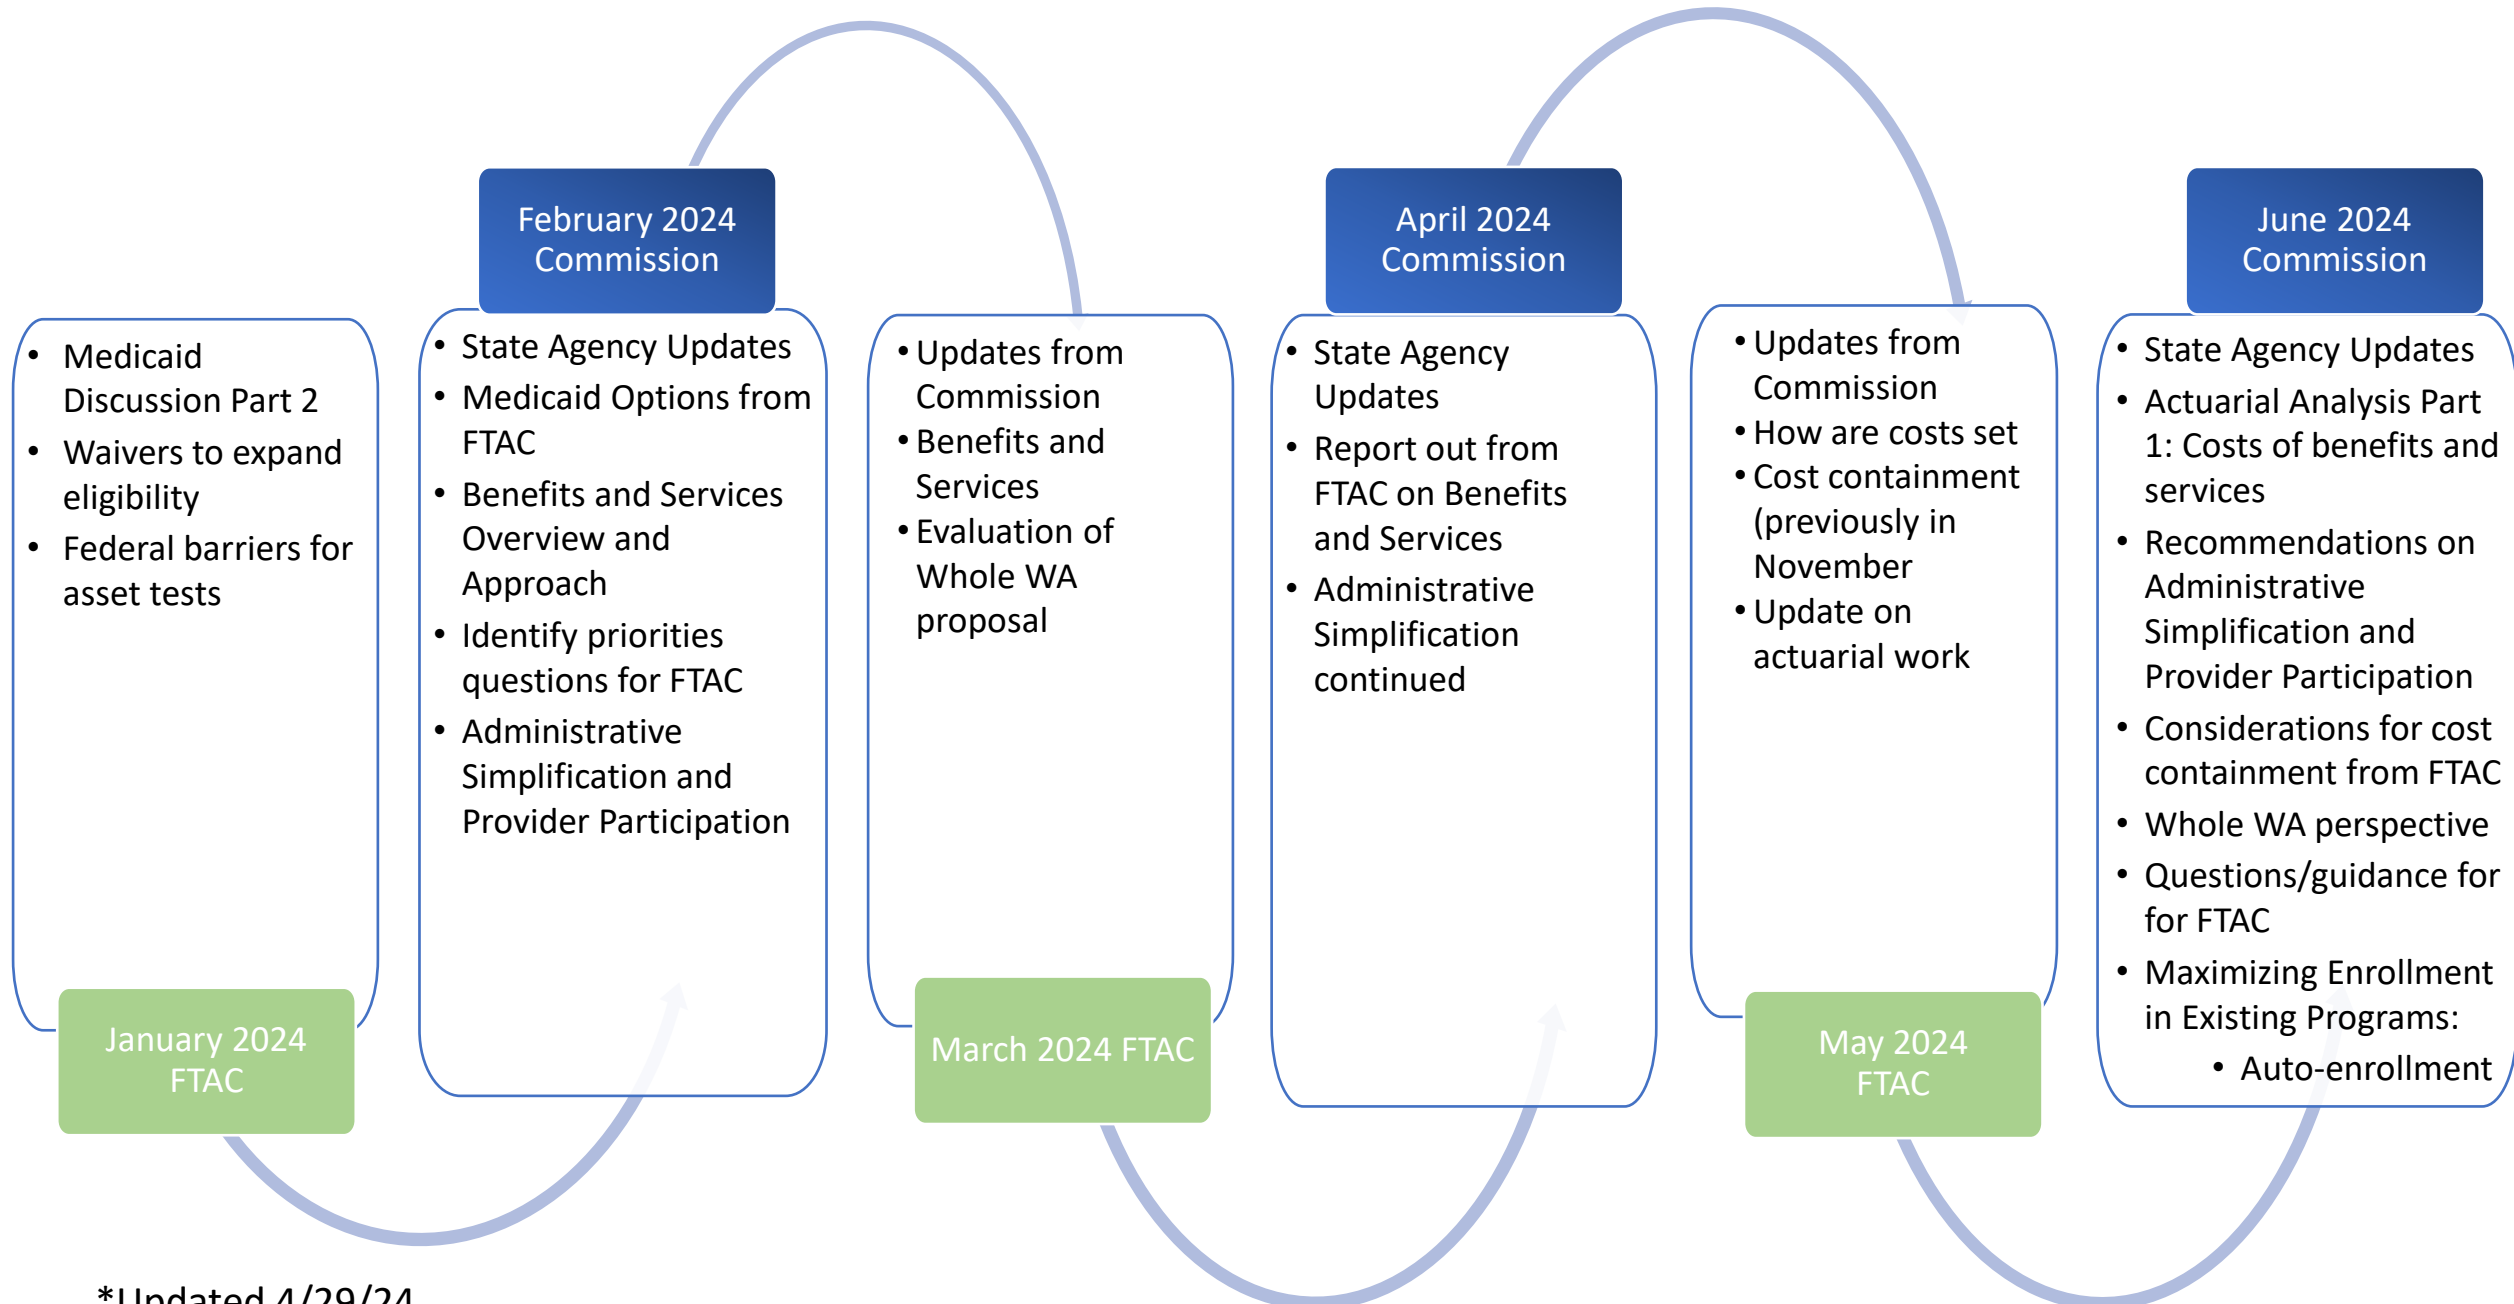 • Medicaid
Discussion Part 2
• Waivers to expand
eligibility
• Federal barriers for
asset tests
January 2024
FTAC
February 2024
Commission
• State Agency Updates
• Medicaid Options from
FTAC
• Benefits and Services
Overview and
Approach
• Identify priorities
questions for FTAC
• Administrative
Simplification and
Provider Participation
• Updates from
Commission
• Benefits and
Services
• Evaluation of
Whole WA
proposal
March 2024 FTAC
April 2024
Commission
• State Agency
Updates
• Report out from
FTAC on Benefits
and Services
• Administrative
Simplification
continued
• Updates from
Commission
• How are costs set
• Cost containment
(previously in
November
• Update on
actuarial work
May 2024
FTAC
June 2024
Commission
• State Agency Updates
• Actuarial Analysis Part
1: Costs of benefits and
services
• Recommendations on
Administrative
Simplification and
Provider Participation
• Considerations for cost
containment from FTAC
• Whole WA perspective
• Questions/guidance for
for FTAC
• Maximizing Enrollment
in Existing Programs:
• Auto-enrollment
*Updated 4/29/24